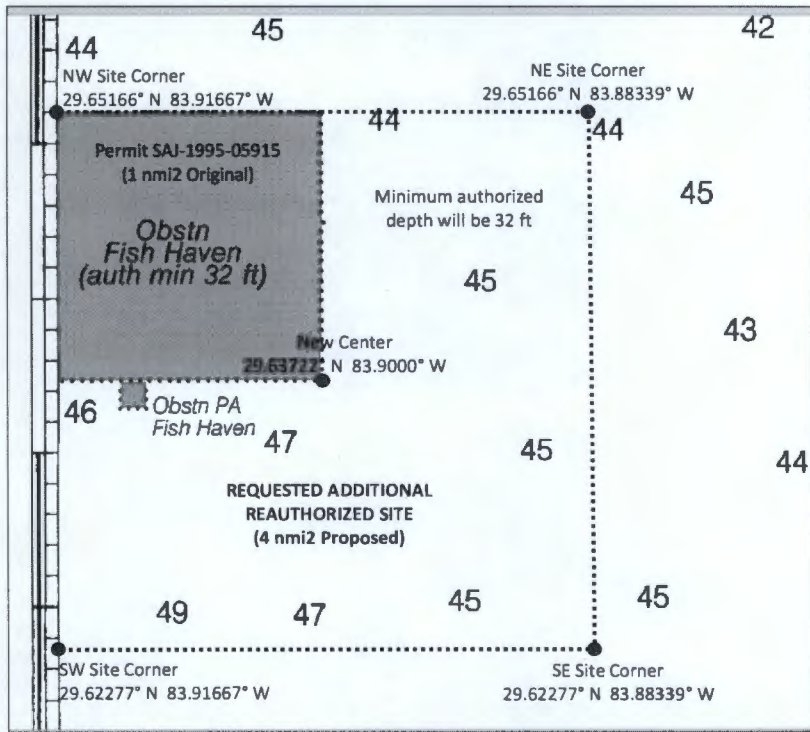 45
42
44
NW Site Corner
29.65166° N 83.91667° W
NE Site Corner
29.65166° N 83.88339° W
44
44
Permit SAJ-1995-05915
(1 nmi2 Original)
Obstn
Fish Haven
(auth min 32 ft)
Minimum authorized
depth will be 32 ft
45
45
43
New Center
29.63722° N 83.9000° W
46
Obstn PA
Fish Haven
47
45
44
REQUESTED ADDITIONAL
REAUTHORIZED SITE
(4 nmi2 Proposed)
49
47
45
45
SW Site Corner
29.62277° N 83.91667° W
SE Site Corner
29.62277° N 83.88339° W